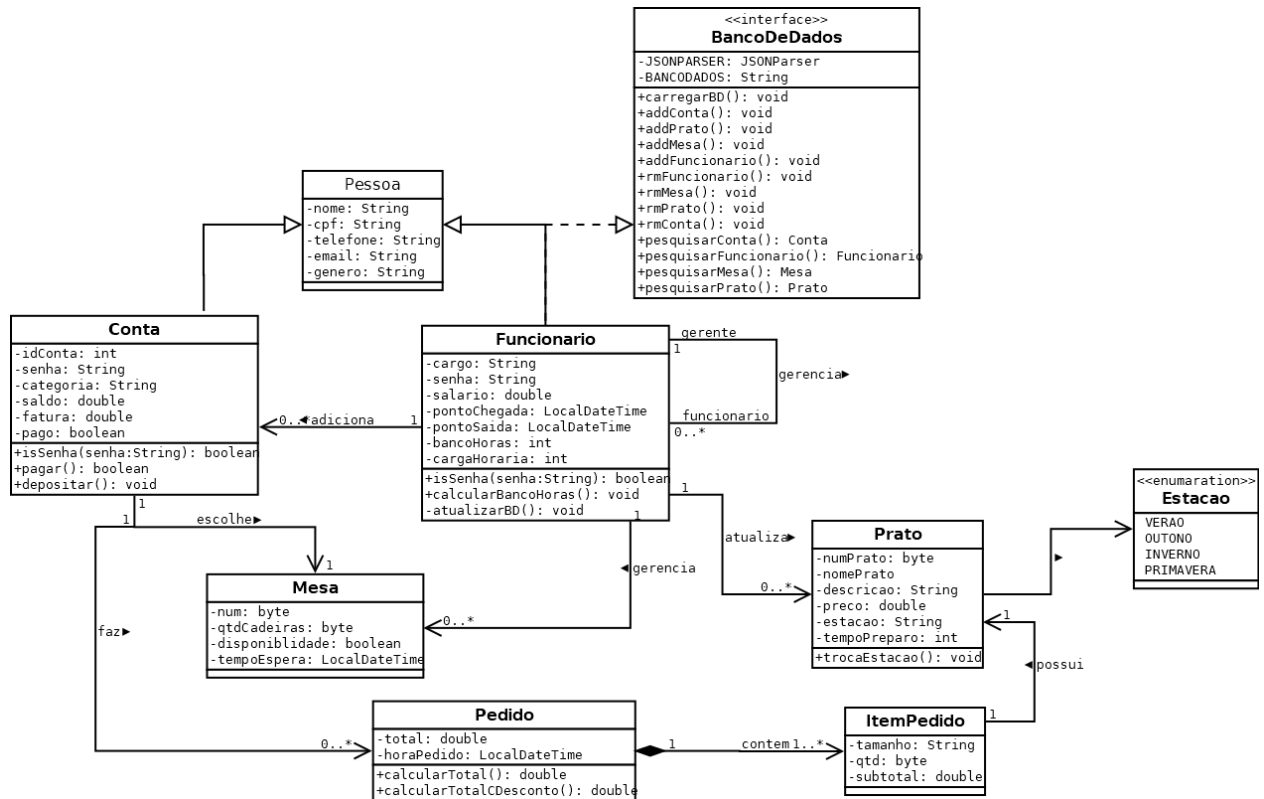 <<interface>>
BancoDeDados
-JSONPARSER: JSONParser
-BANCODADOS: String
+carregarBD(): void
+addConta(): void
+addPrato(): void
+addMesa(): void
+addFuncionario(): void
+rmFuncionario(): void
+rmMesa(): void
+rmPrato(): void
+rmConta(): void
+pesquisarConta(): Conta
+pesquisarFuncionario(): Funcionario
+pesquisarMesa(): Mesa
+pesquisarPrato(): Prato
Pessoa
-nome: String
-cpf: String
-telefone: String
-email: String
-genero: String
Conta
-idConta: int
-senha: String
-categoria: String
-saldo: double
-fatura: double
-pago: boolean
+isSenha(senha:String): boolean
+pagar(): boolean
+depositar(): void
0..*
◄adiciona
1
Funcionario
-cargo: String
-senha: String
-salario: double
-pontoChegada: LocalDateTime
-pontoSaida: LocalDateTime
-bancoHoras: int
-cargaHoraria: int
+isSenha(senha:String): boolean
+calcularBancoHoras(): void
-atualizarBD(): void
gerente
1
gerencia►
funcionario
0..*
1
escolhe►
1
Mesa
-num: byte
-qtdCadeiras: byte
-disponiblidade: boolean
-tempoEspera: LocalDateTime
1
◄gerencia
0..*
1
atualiza►
0..*
Prato
-numPrato: byte
-nomePrato
-descricao: String
-preco: double
-estacao: String
-tempoPreparo: int
+trocaEstacao(): void
►
<<enumaration>>
Estacao
VERAO
OUTONO
INVERNO
PRIMAVERA
1
faz►
0..*
Pedido
-total: double
-horaPedido: LocalDateTime
+calcularTotal(): double
+calcularTotalCDesconto(): double
1
contem
1..*
ItemPedido
-tamanho: String
-qtd: byte
-subtotal: double
1
◄possui
1